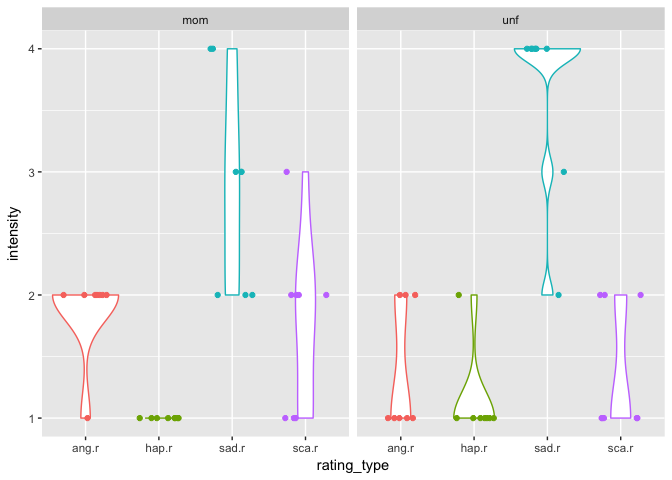 mom unf
intensity
4
3
2
1
ang.r hap.r sad.r sca.r ang.r hap.r sad.r sca.r
rating_type